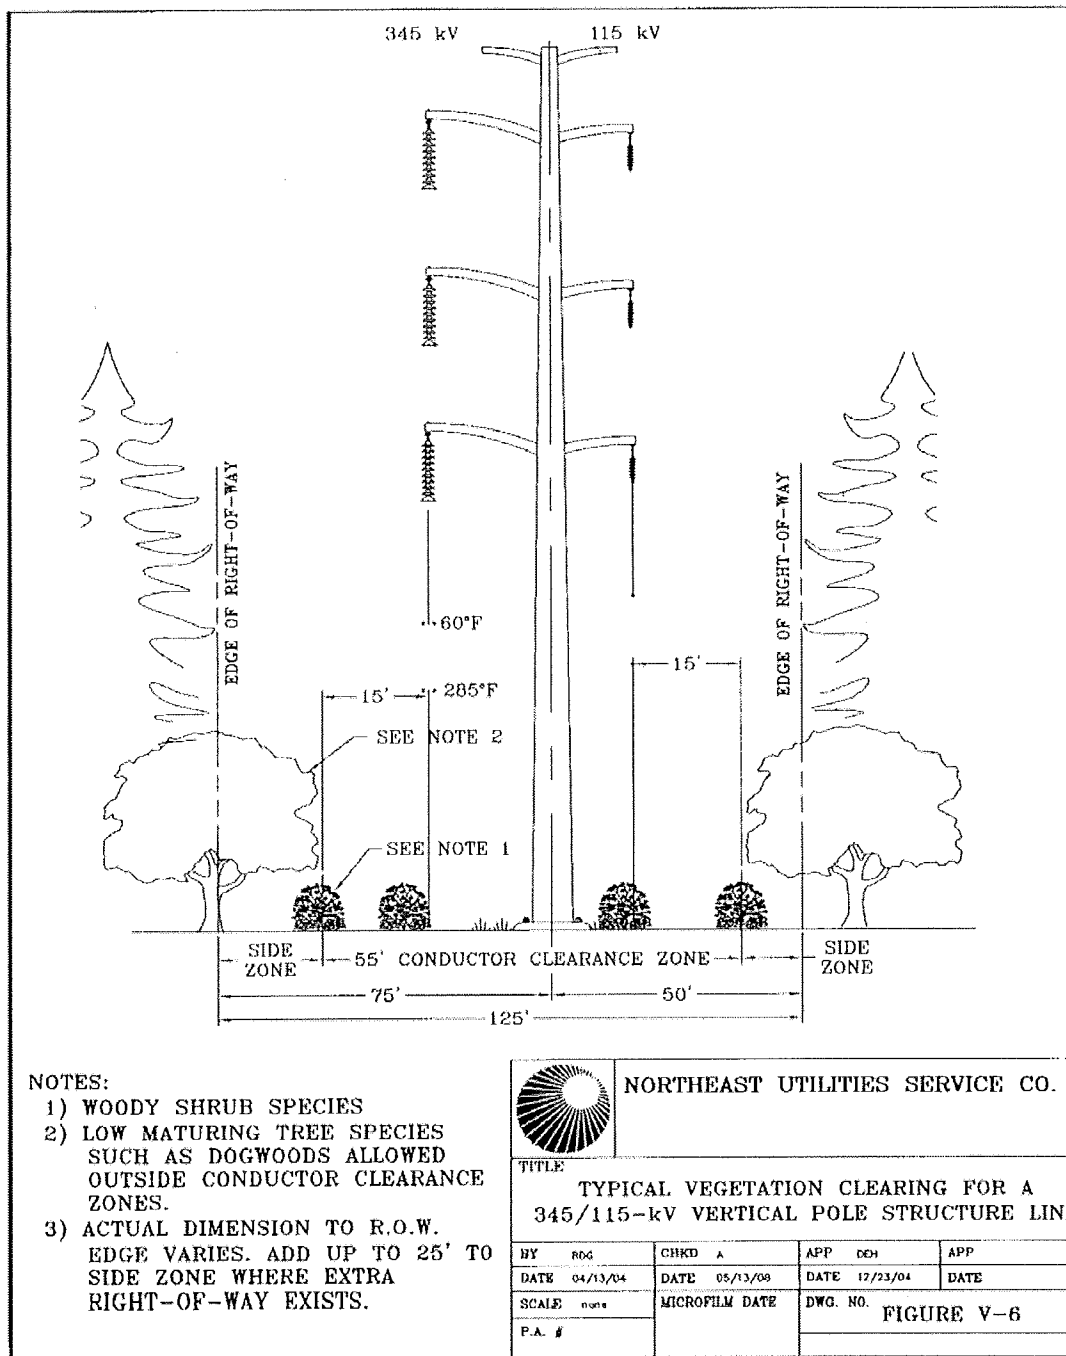 345 kV 115 kV
EDGE OF RIGHT-OF-WAY
EDGE OF RIGHT-OF-WAY
60°F
15'
15'
285°F
SEE NOTE 2
SEE NOTE 1
SIDE ZONE
55' CONDUCTOR CLEARANCE ZONE
SIDE ZONE
75'
50'
125'
NOTES:
1) WOODY SHRUB SPECIES
2) LOW MATURING TREE SPECIES
SUCH AS DOGWOODS ALLOWED
OUTSIDE CONDUCTOR CLEARANCE
ZONES.
3) ACTUAL DIMENSION TO R.O.W.
EDGE VARIES. ADD UP TO 25' TO
SIDE ZONE WHERE EXTRA
RIGHT-OF-WAY EXISTS.
NORTHEAST UTILITIES SERVICE CO.
TITLE
TYPICAL VEGETATION CLEARING FOR A
345/115-kV VERTICAL POLE STRUCTURE LIN
BY RDG CHKD A APP DEH APP
DATE 04/13/04 DATE 05/13/08 DATE 12/23/04 DATE
SCALE none MICROFILM DATE DWG. NO. FIGURE V-6
P.A. #